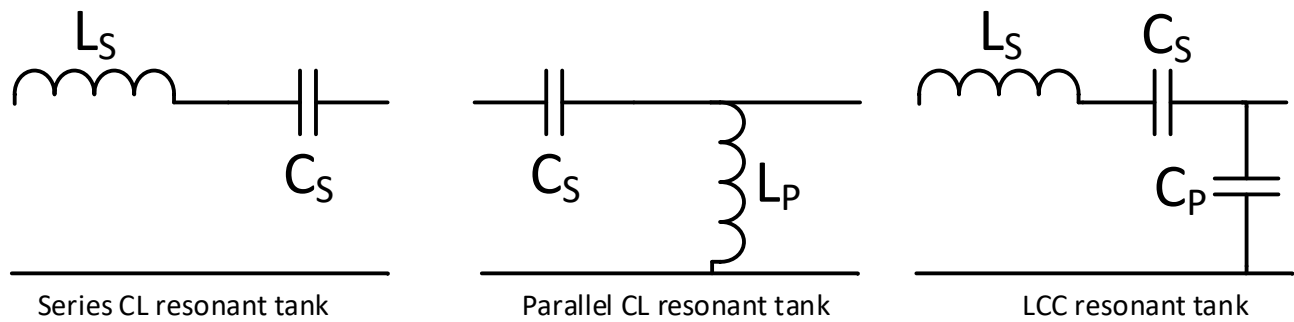 L_S
C_S
Series CL resonant tank
C_S
L_P
Parallel CL resonant tank
L_S
C_S
C_P
LCC resonant tank